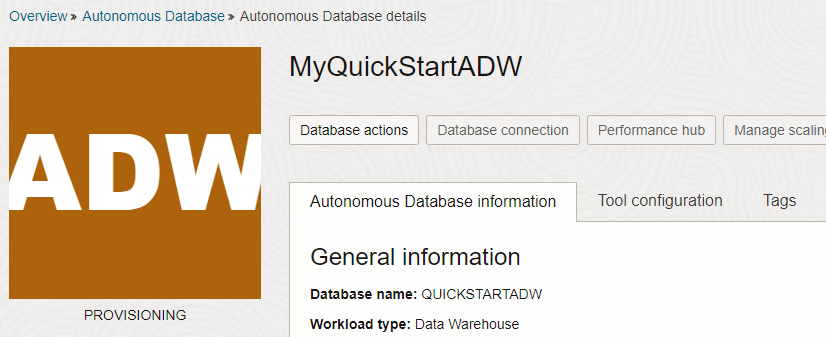 Overview » Autonomous Database » Autonomous Database details
ADW
PROVISIONING
MyQuickStartADW
Database actions Database connection Performance hub Manage scaling
Autonomous Database information Tool configuration Tags
General information
Database name: QUICKSTARTADW
Workload type: Data Warehouse